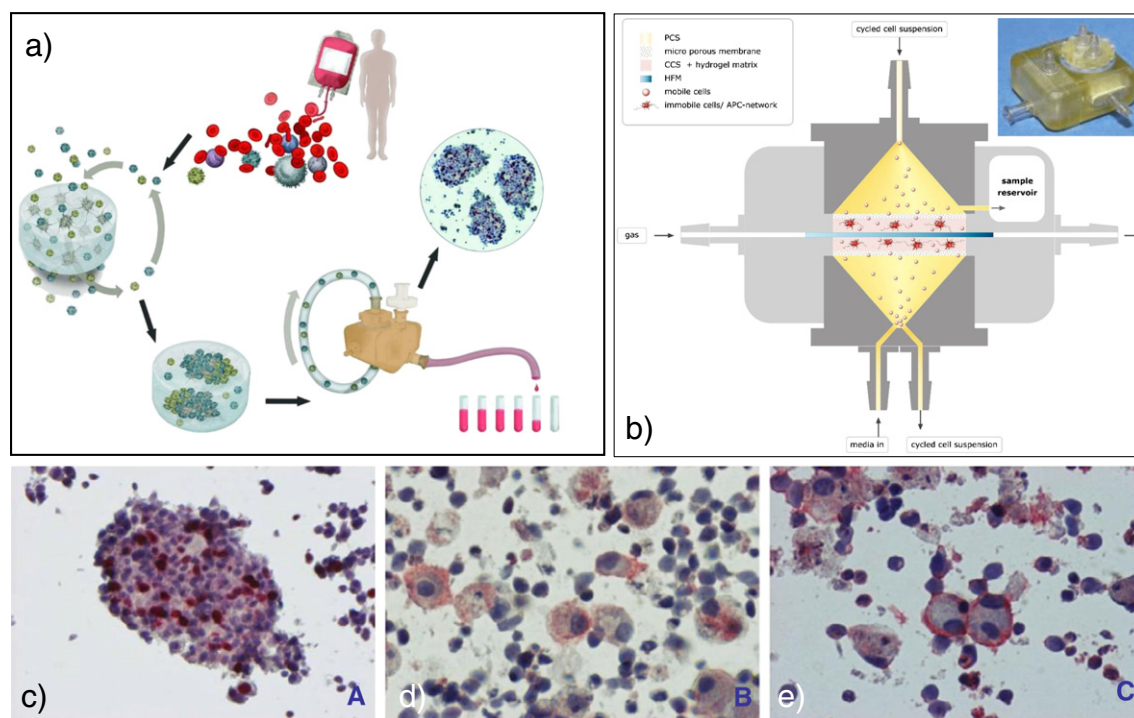 a)
b)
PCS
micro porous membrane
CCS + hydrogel matrix
HFM
mobile cells
immobile cells/ APC-network
cycled cell suspension
sample
reservoir
gas
media in
cycled cell suspension
c)
A
d)
B
e)
C